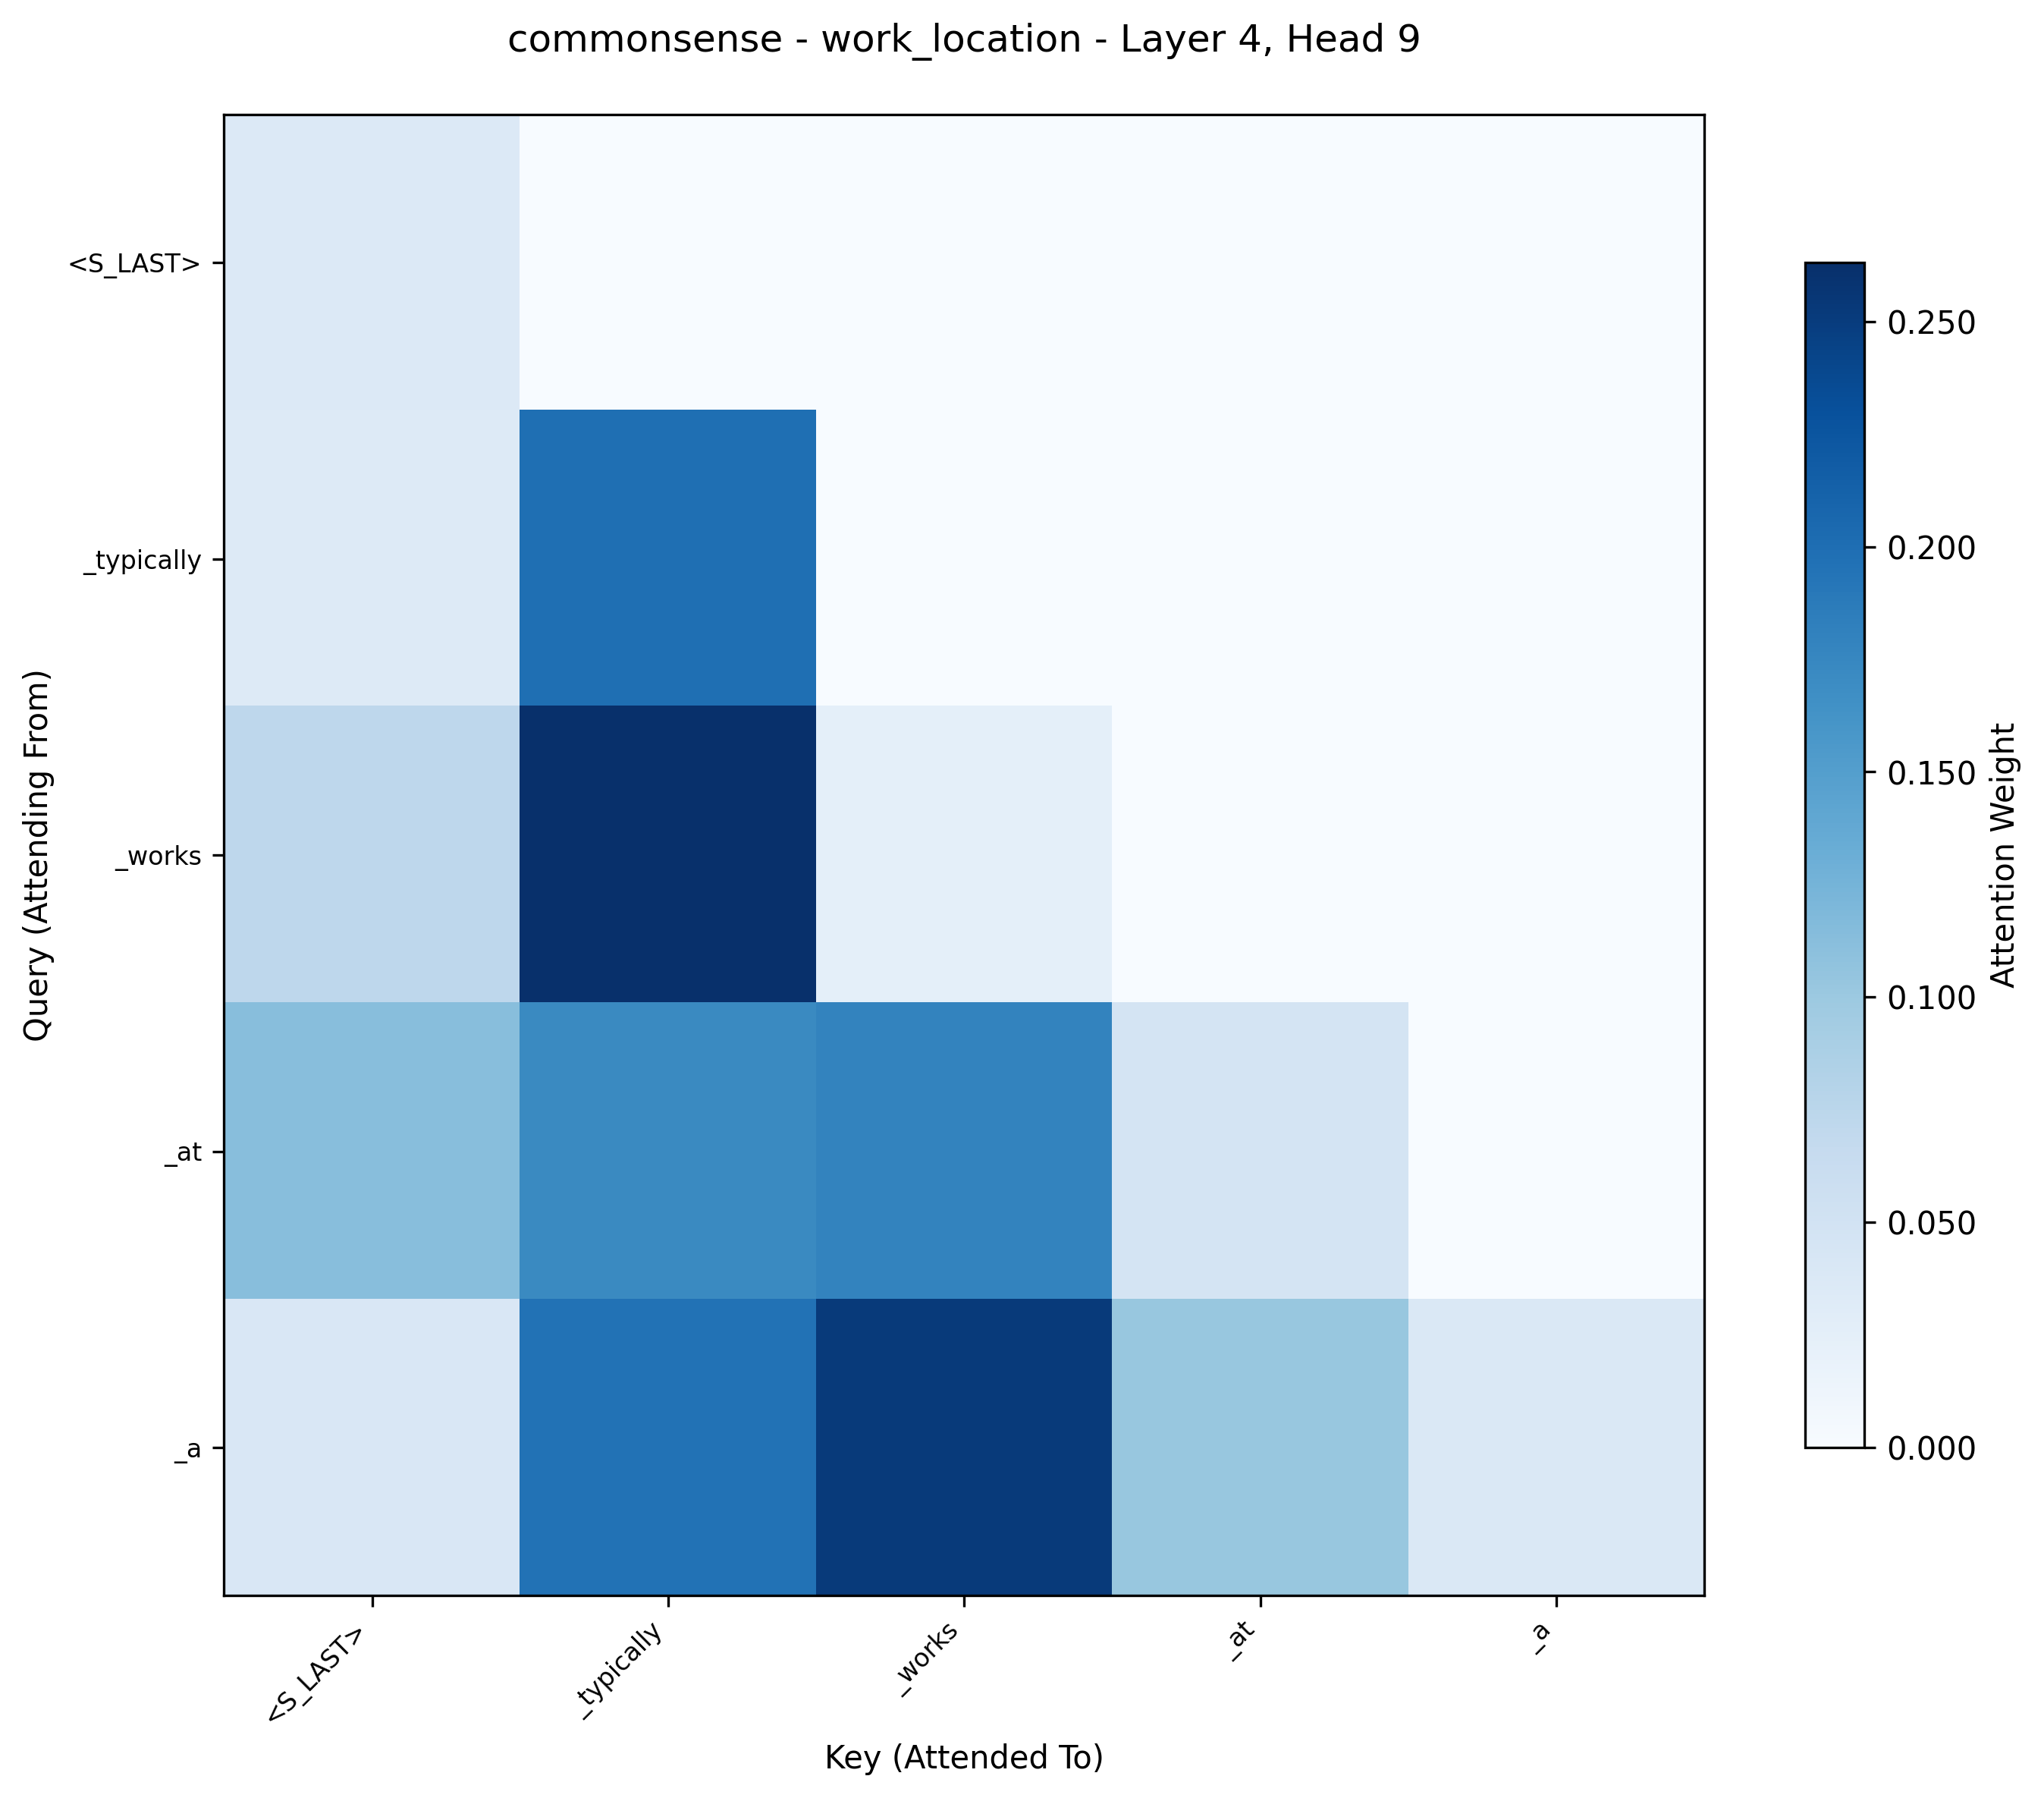 commonsense - work_location - Layer 4, Head 9
Query (Attending From)
<S_LAST>
_typically
_works
_at
_a
<S_LAST>
_typically
_works
_at
_a
Key (Attended To)
0.250
0.200
0.150
0.100
0.050
0.000
Attention Weight